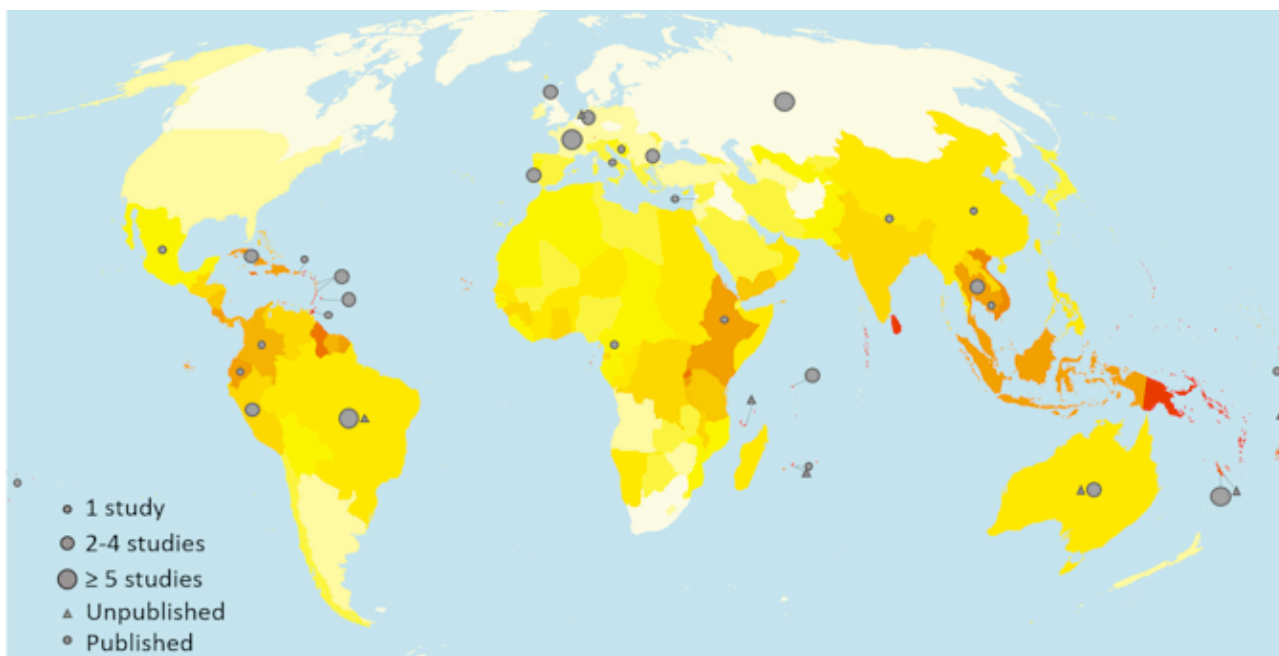 1 study
2-4 studies
≥ 5 studies
Unpublished
Published